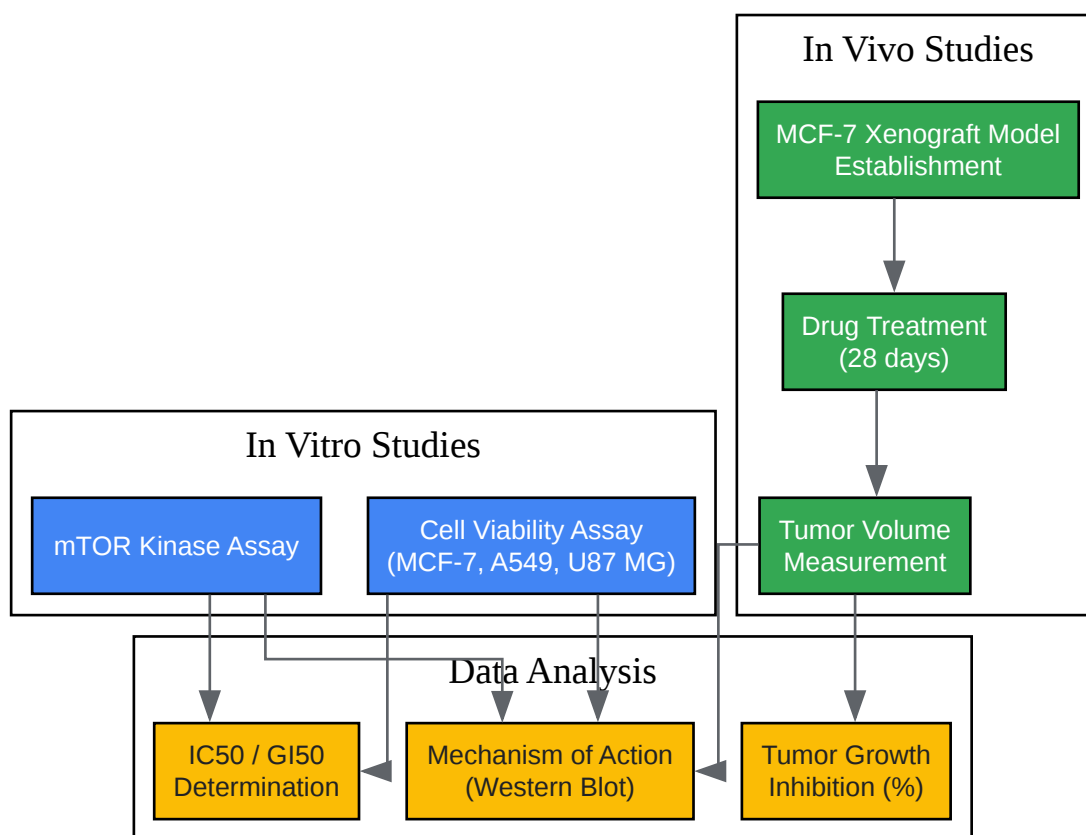 In Vivo Studies
MCF-7 Xenograft Model
Establishment
Drug Treatment
(28 days)
In Vitro Studies
mTOR Kinase Assay
Cell Viability Assay
(MCF-7, A549, U87 MG)
Tumor Volume
Measurement
Data Analysis
IC50 / GI50
Determination
Mechanism of Action
(Western Blot)
Tumor Growth
Inhibition (%)